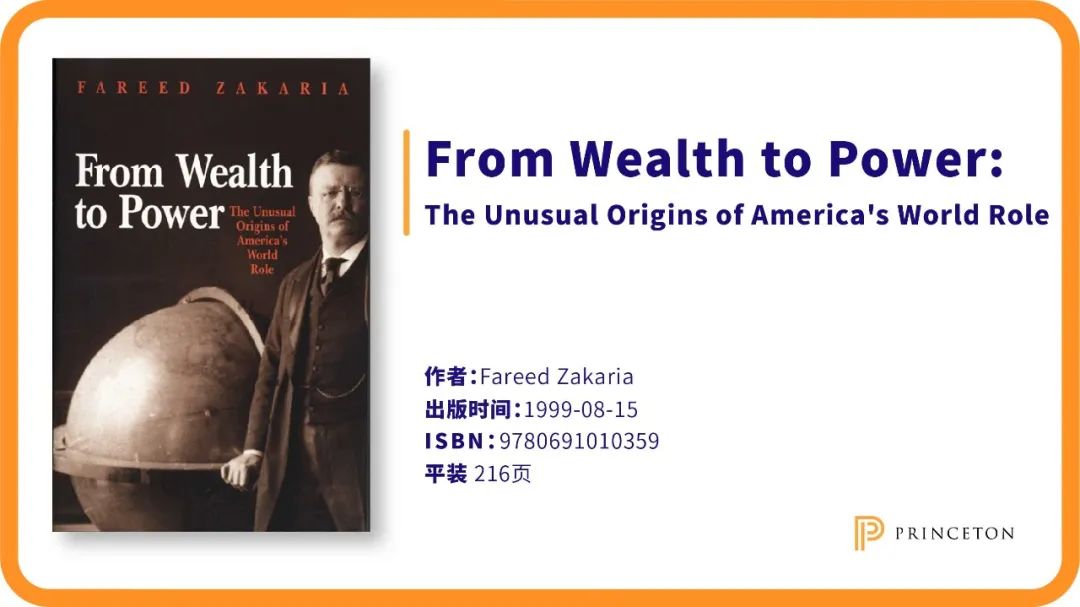 FAREED ZAKARIA
From Wealth
to Power
The Unusual
Origins of
America's
World
Role
From Wealth to Power:
The Unusual Origins of America's World Role
作者:Fareed Zakaria
出版时间:1999-08-15
ISBN:9780691010359
平装 216页
PRINCETON